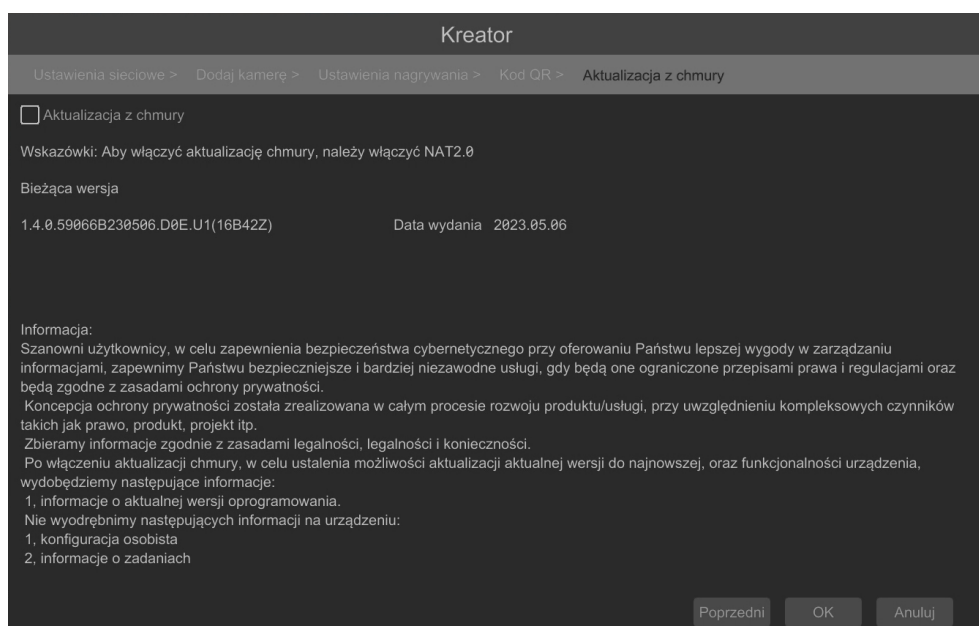 Kreator
Ustawienia sieciowe > Dodaj kamerę > Ustawienia nagrywania > Kod QR > Aktualizacja z chmury
Aktualizacja z chmury
Wskazówki: Aby włączyć aktualizację chmury, należy włączyć NAT2.0
Bieżąca wersja
1.4.0.59066B230506.D0E.U1(16B42Z) Data wydania 2023.05.06
Informacja:
Szanowni użytkownicy, w celu zapewnienia bezpieczeństwa cybernetycznego przy oferowaniu Państwu lepszej wygody w zarządzaniu
informacjami, zapewnimy Państwu bezpieczniejsze i bardziej niezawodne usługi, gdy będą one ograniczone przepisami prawa i regulacjami oraz
będą zgodne z zasadami ochrony prywatności.
Koncepcja ochrony prywatności została zrealizowana w całym procesie rozwoju produktu/usługi, przy uwzględnieniu kompleksowych czynników
takich jak prawo, produkt, projekt itp.
Zbieramy informacje zgodnie z zasadami legalności, legalności i konieczności.
Po włączeniu aktualizacji chmury, w celu ustalenia możliwości aktualizacji aktualnej wersji do najnowszej, oraz funkcjonalności urządzenia,
wydobędziemy następujące informacje:
1, informacje o aktualnej wersji oprogramowania.
Nie wyodrębnimy następujących informacji na urządzeniu:
1, konfiguracja osobista
2, informacje o zadaniach
Poprzedni OK Anuluj